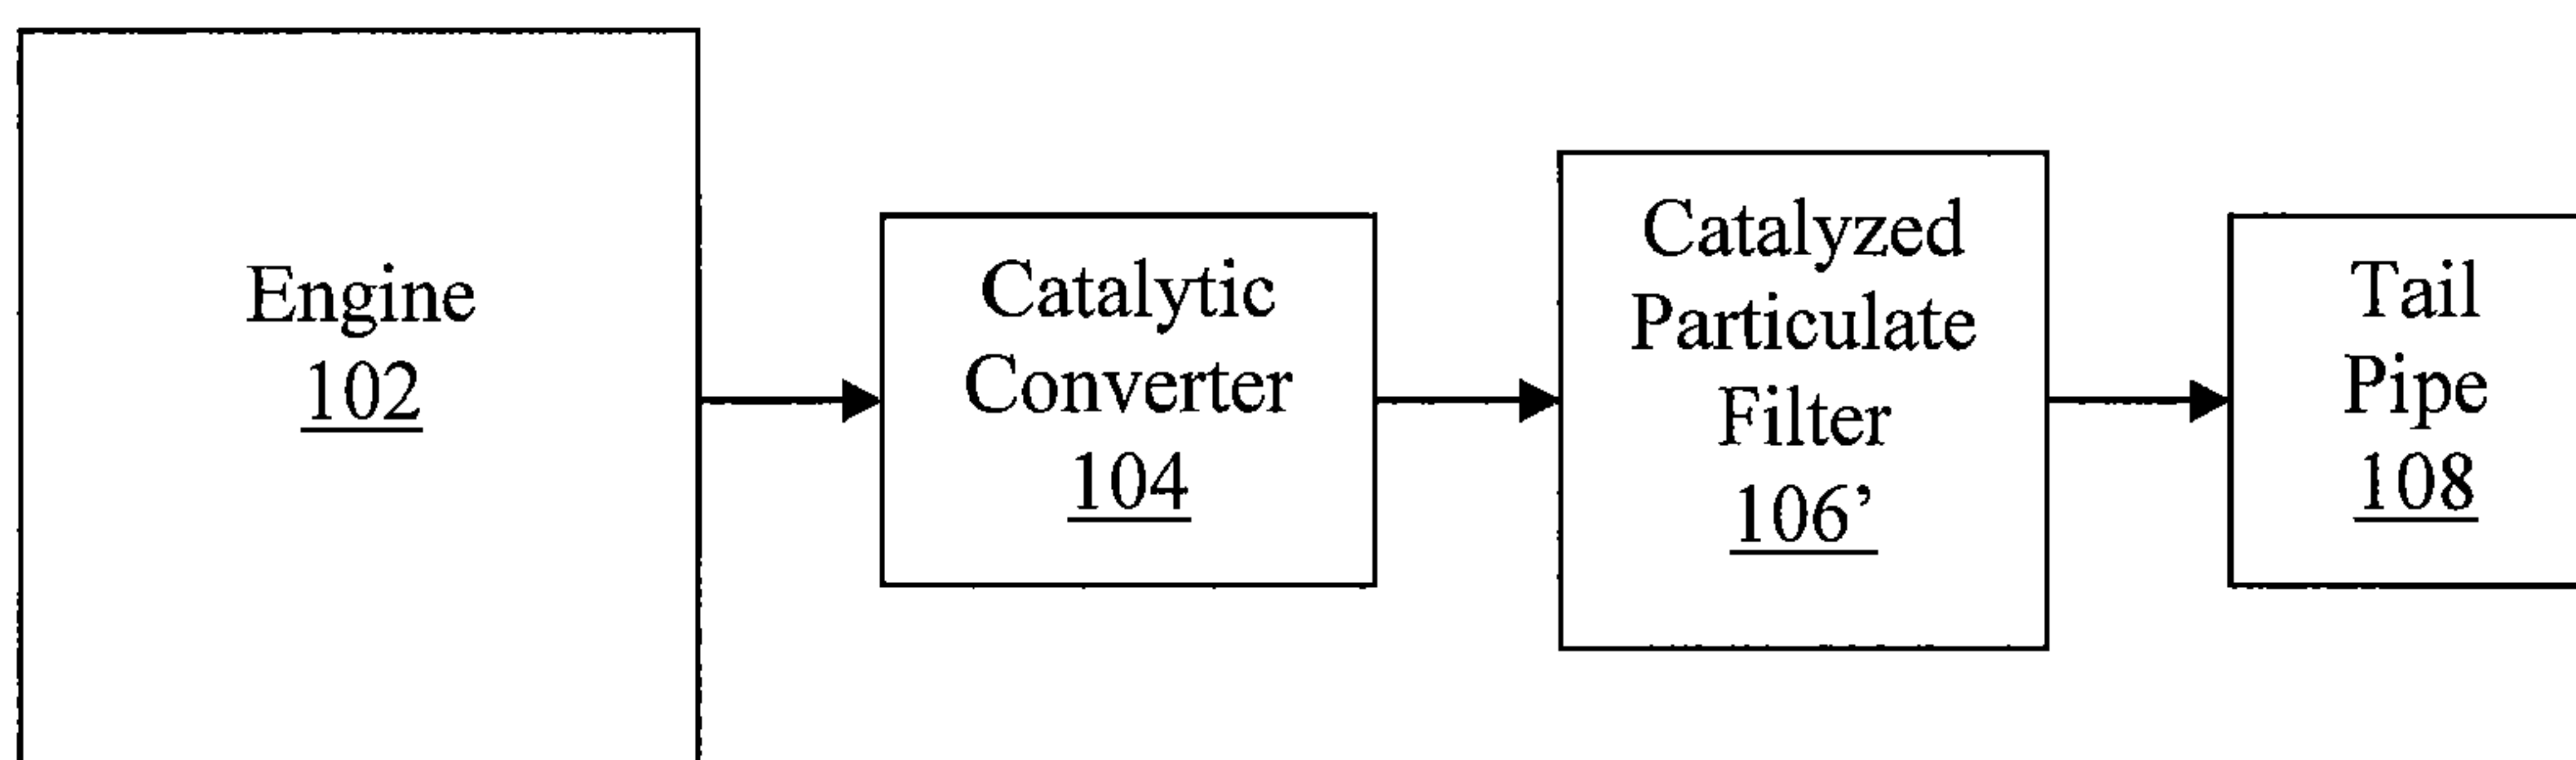 Engine
102
Catalytic
Converter
104
Catalyzed
Particulate
Filter
106’
Tail
Pipe
108